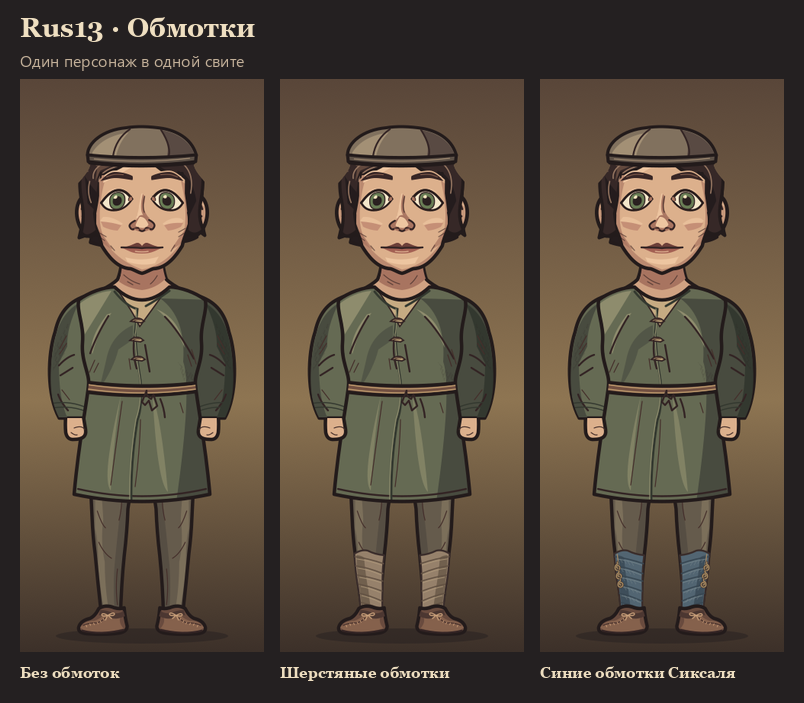 Rus13 · Обмотки
Один персонаж в одной свите
Без обмоток
Шерстяные обмотки
Синие обмотки Сиксаля